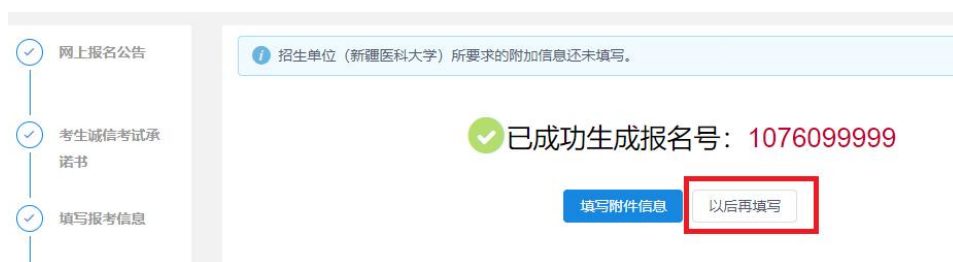 网上报名公告
招生单位（新疆医科大学）所要求的附加信息还未填写。
考生诚信考试承
诺书
已成功生成报名号：1076099999
填写报考信息
填写附件信息
以后再填写